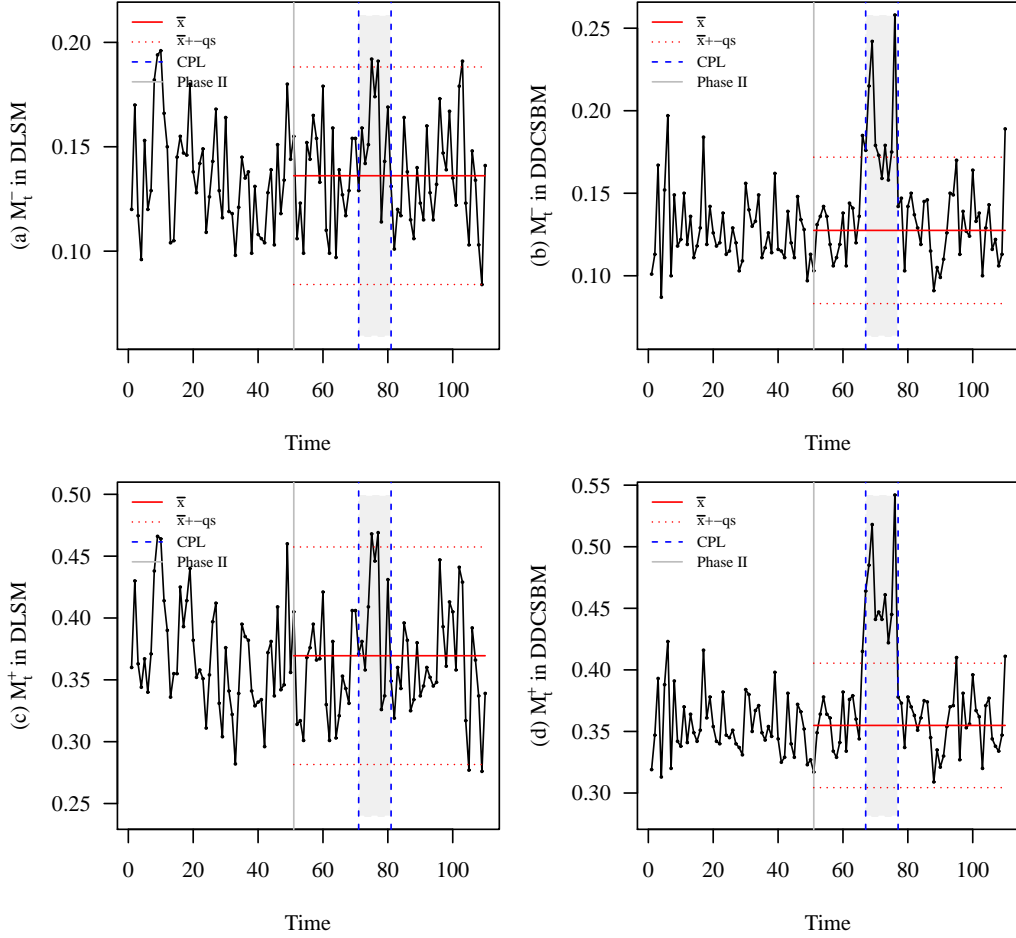 (a) M_t^- in DLSM
0.20
0.15
0.10
x̄
x̄+-qs
CPL
Phase II
0 20 40 60 80 100
Time
(b) M_t^- in DDCSBM
0.25
0.20
0.15
0.10
x̄
x̄+-qs
CPL
Phase II
0 20 40 60 80 100
Time
(c) M_t^+ in DLSM
0.50
0.45
0.40
0.35
0.30
0.25
x̄
x̄+-qs
CPL
Phase II
0 20 40 60 80 100
Time
(d) M_t^+ in DDCSBM
0.55
0.50
0.45
0.40
0.35
0.30
x̄
x̄+-qs
CPL
Phase II
0 20 40 60 80 100
Time